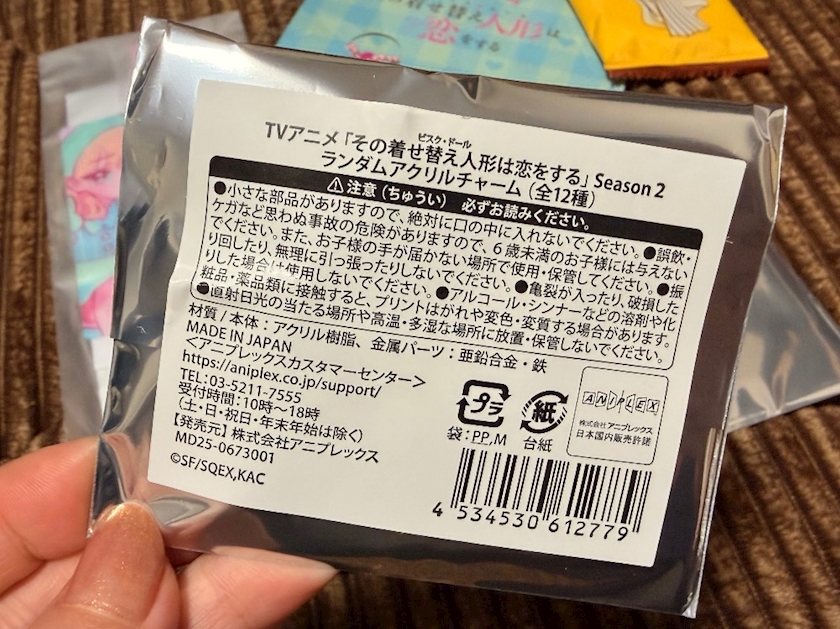 着せ替え人形は
恋をする
ビスク・ドール
TVアニメ「その着せ替え人形は恋をする」Season 2
ランダムアクリルチャーム（全12種）
⚠注意（ちゅうい） 必ずお読みください。
●小さな部品がありますので、絶対に口の中に入れないでください。●誤飲・
ケガなど思わぬ事故の危険がありますので、6歳未満のお子様には与えない
でください。また、お子様の手が届かない場所で使用・保管してください。●振
り回したり、無理に引っ張ったりしないでください。●亀裂が入ったり、破損した
りした場合は使用しないでください。●アルコール・シンナーなどの溶剤や化
粧品・薬品類に接触すると、プリントはがれや変色・変質する場合があります。
●直射日光の当たる場所や高温・多湿な場所に放置・保管しないでください。
材質／本体：アクリル樹脂、金属パーツ：亜鉛合金・鉄
MADE IN JAPAN
＜アニプレックスカスタマーセンター＞
https://aniplex.co.jp/support/
TEL:03-5211-7555
受付時間：10時～18時
（土・日・祝日・年末年始は除く）
【発売元】株式会社アニプレックス
MD25-0673001
©SF/SQEX,KAC
プラ
袋：PP,M
紙
台紙
ANIPLEX
株式会社アニプレックス
日本国内販売許諾
4 534530 612779